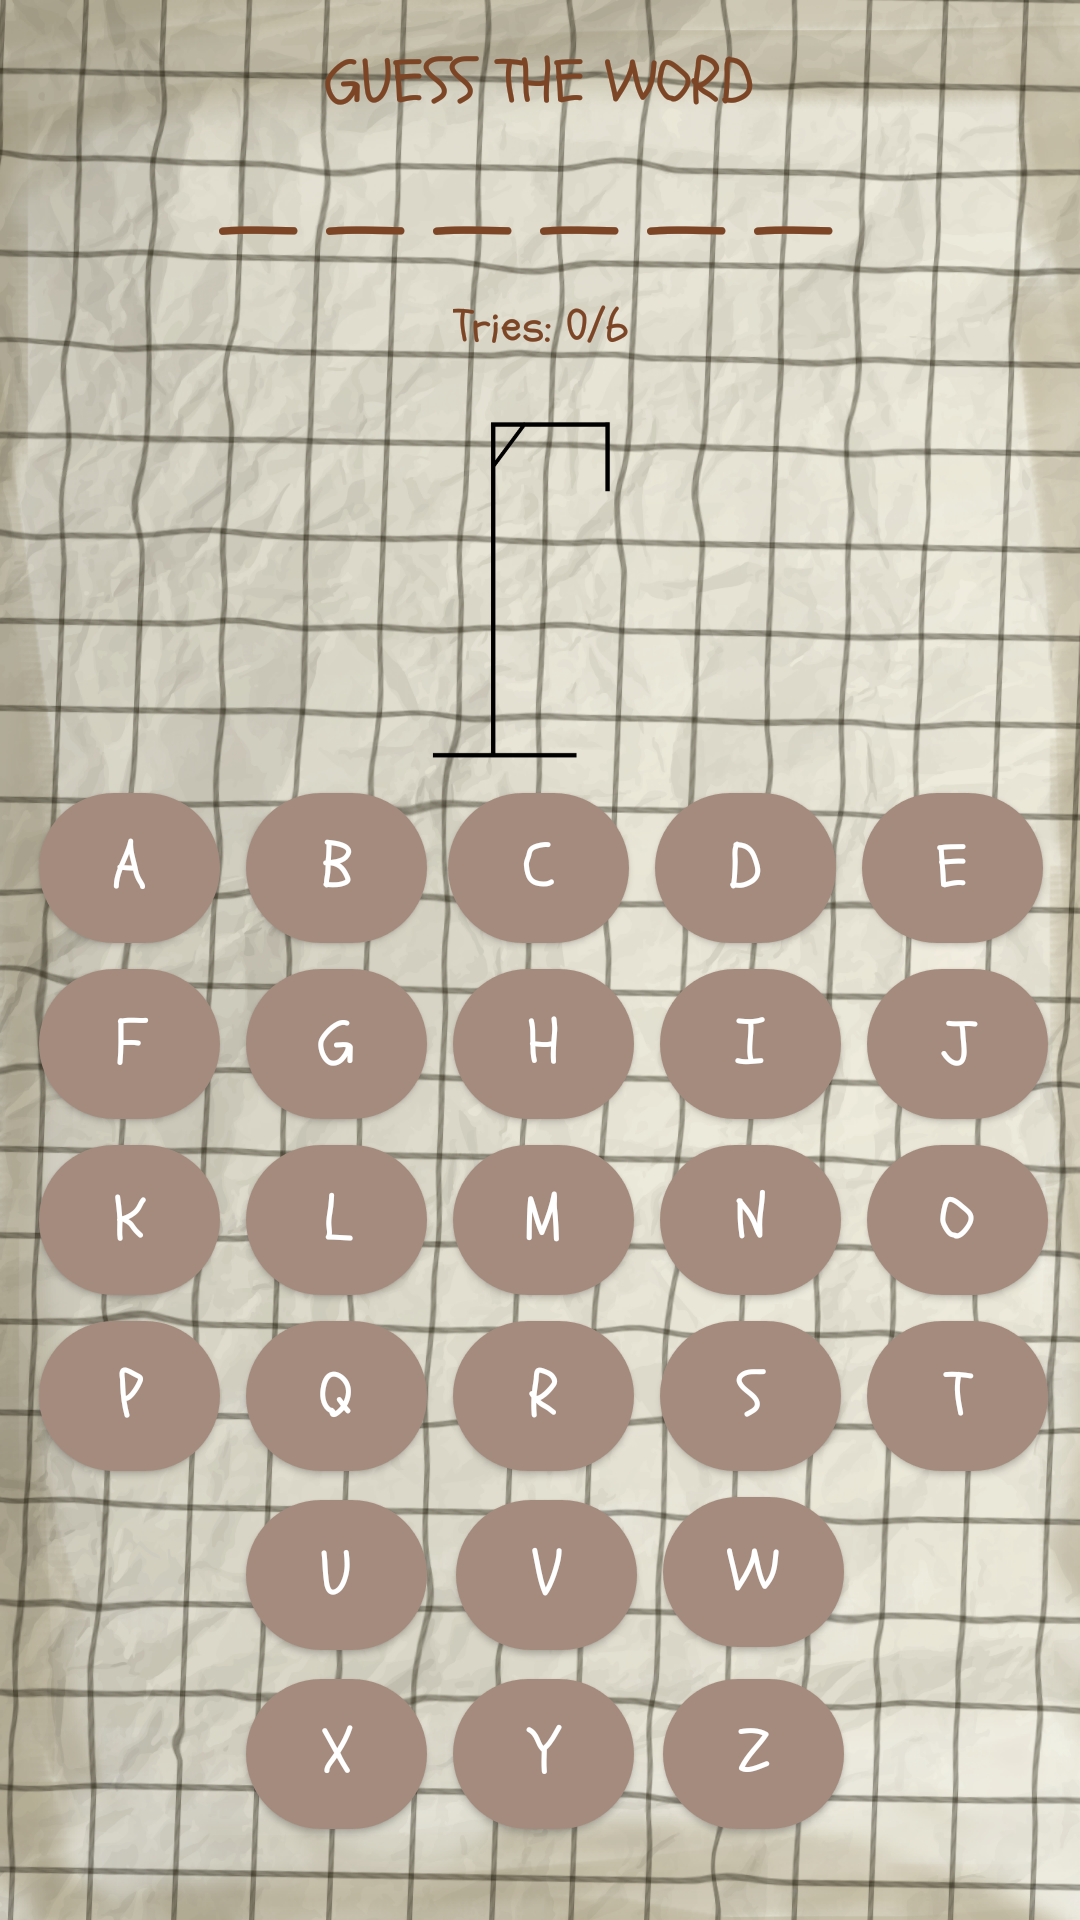 GUESS THE WORD
_ _ _ _ _ _
Tries: 0/6
A B C D E
F G H I J
K L M N O
P Q R S T
U V W
X Y Z